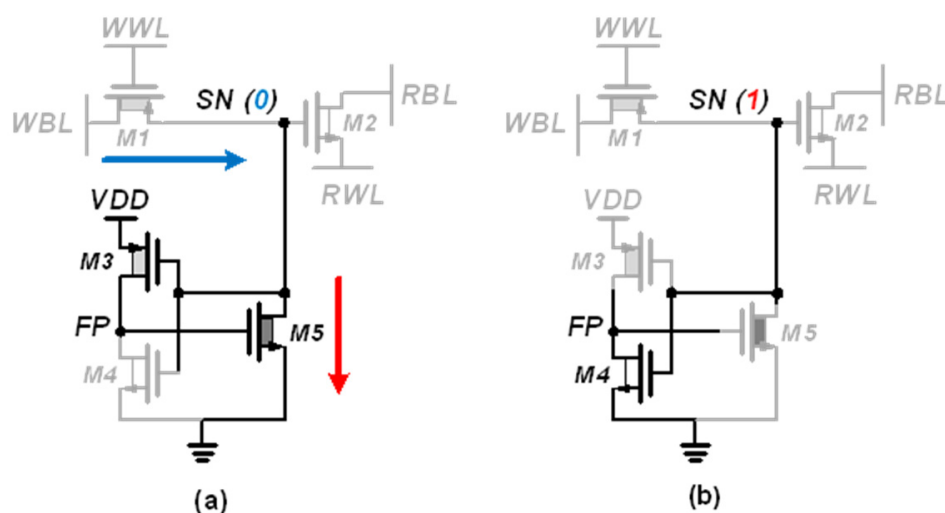 WWL
SN (0)
WBL
M1
M2
RBL
RWL
VDD
M3
FP
M5
M4
(a)
WWL
SN (1)
WBL
M1
M2
RBL
RWL
VDD
M3
FP
M5
M4
(b)